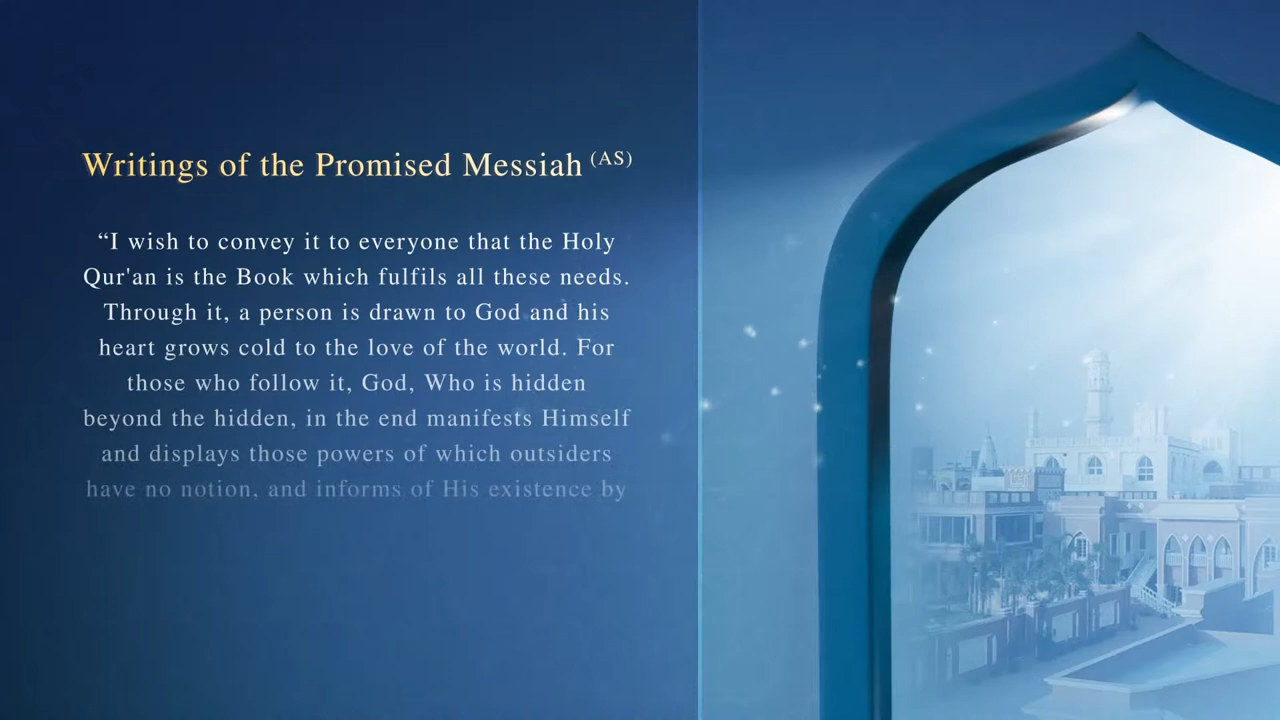 Writings of the Promised Messiah (AS)
“I wish to convey it to everyone that the Holy
Qur'an is the Book which fulfils all these needs.
Through it, a person is drawn to God and his
heart grows cold to the love of the world. For
those who follow it, God, Who is hidden
beyond the hidden, in the end manifests Himself
and displays those powers of which outsiders
have no notion, and informs of His existence by